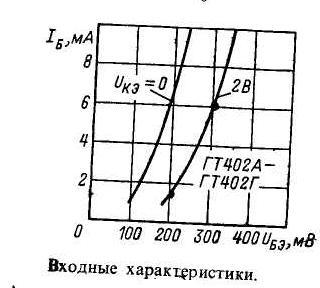 I_Б, мА
8
U_КЭ=0
2В
6
4
ГТ402А-
ГТ402Г
2
0 100 200 300 400 U_БЭ, мВ
Входные характеристики.